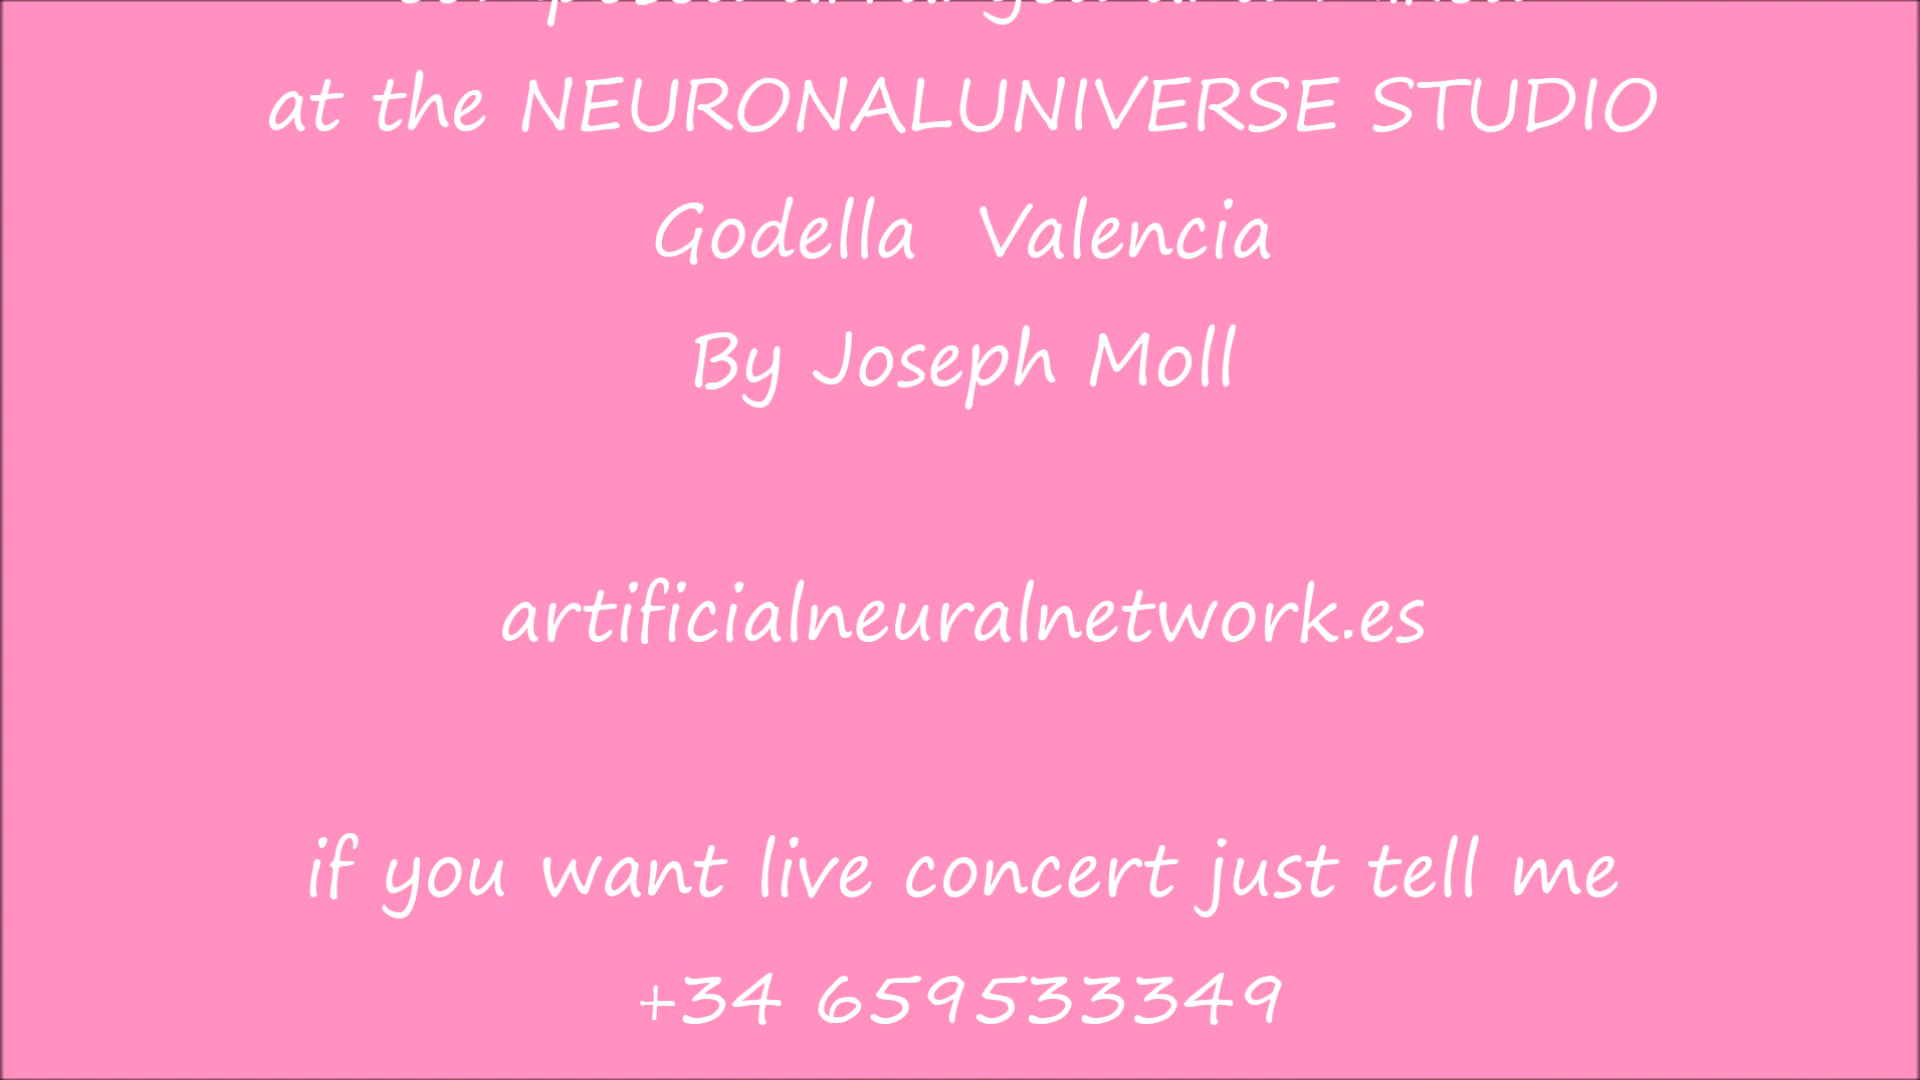 at the NEURONALUNIVERSE STUDIO
Godella Valencia
By Joseph Moll
artificialneuralnetwork.es
if you want live concert just tell me
+34 659533349